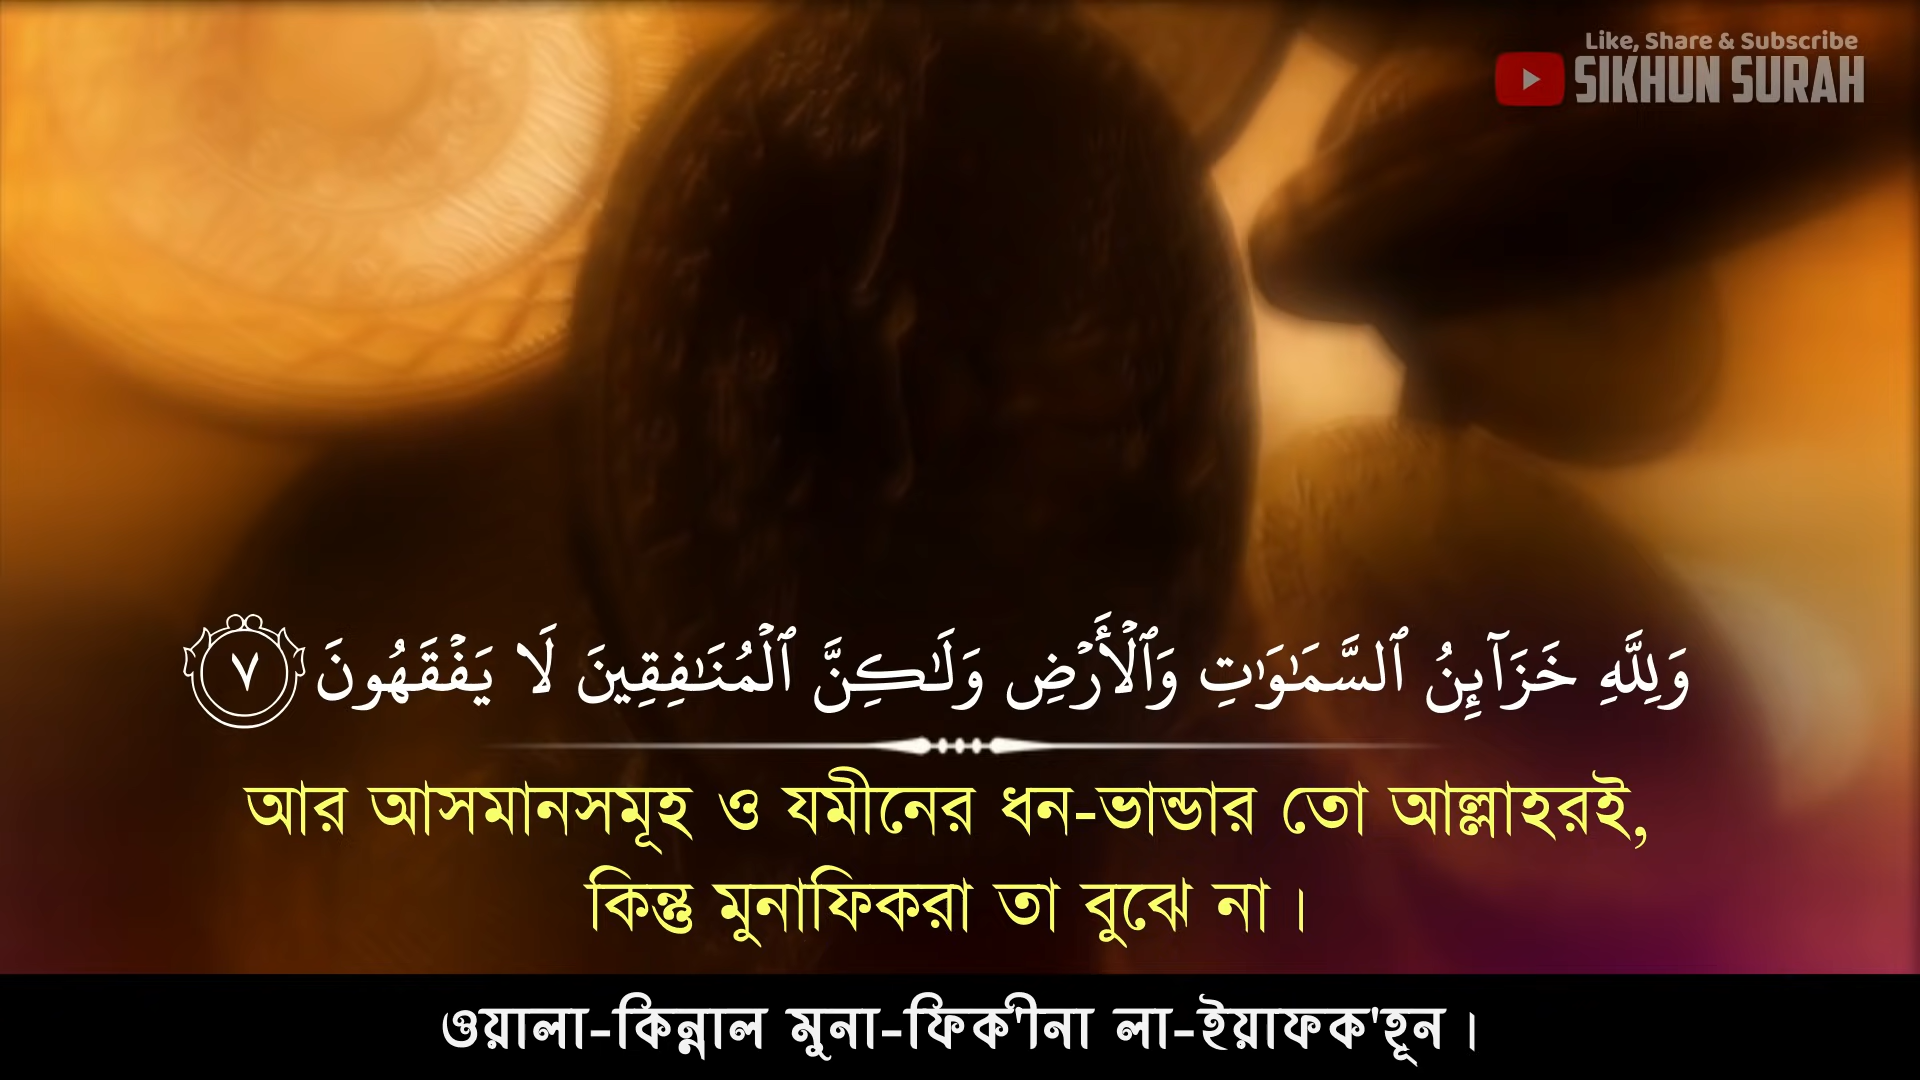 Like, Share & Subscribe
SIKHUN SURAH
وَلِلَّهِ خَزَآئِنُ ٱلسَّمَـٰوَٰتِ وَٱلْأَرْضِ وَلَـٰكِنَّ ٱلْمُنَـٰفِقِينَ لَا يَفْقَهُونَ ٧
আর আসমানসমূহ ও যমীনের ধন-ভান্ডার তো আল্লাহরই,
কিন্তু মুনাফিকরা তা বুঝে না।
ওয়ালা-কিন্নাল মুনা-ফিক'ীনা লা-ইয়াফক'হূন।